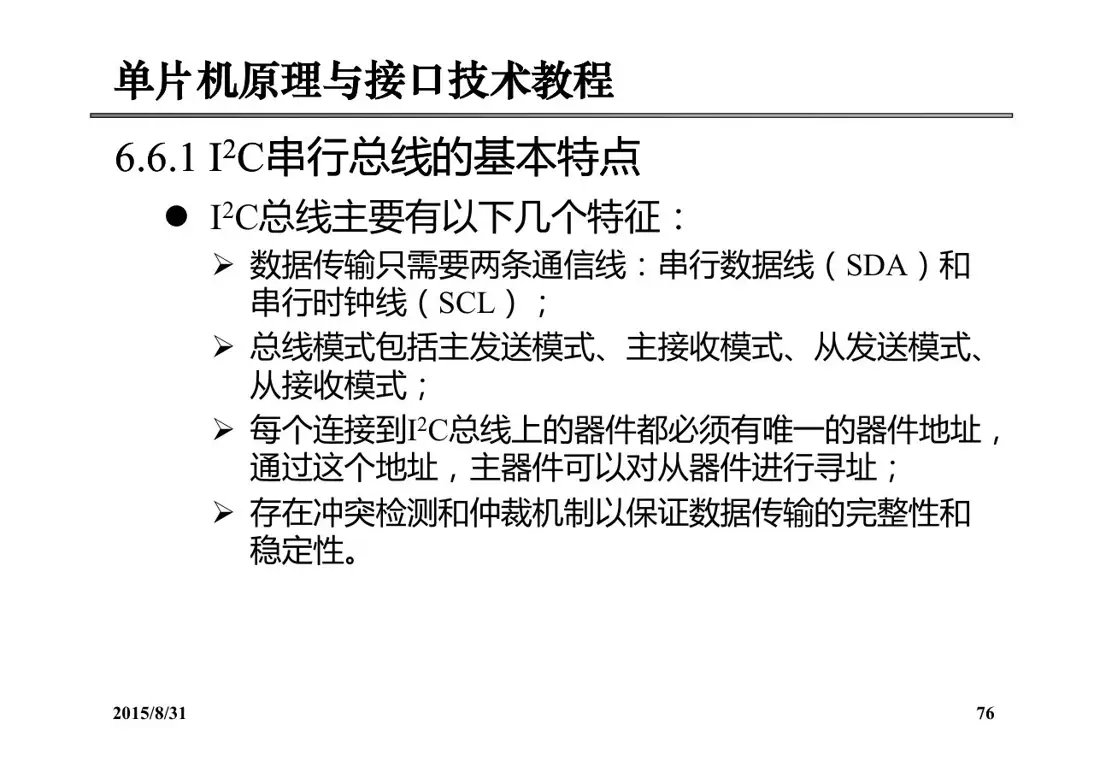 单片机原理与接口技术教程
6.6.1 I²C串行总线的基本特点
● I²C总线主要有以下几个特征：
➢ 数据传输只需要两条通信线：串行数据线（SDA）和
串行时钟线（SCL）；
➢ 总线模式包括主发送模式、主接收模式、从发送模式、
从接收模式；
➢ 每个连接到I²C总线上的器件都必须有唯一的器件地址，
通过这个地址，主器件可以对从器件进行寻址；
➢ 存在冲突检测和仲裁机制以保证数据传输的完整性和
稳定性。
2015/8/31
76